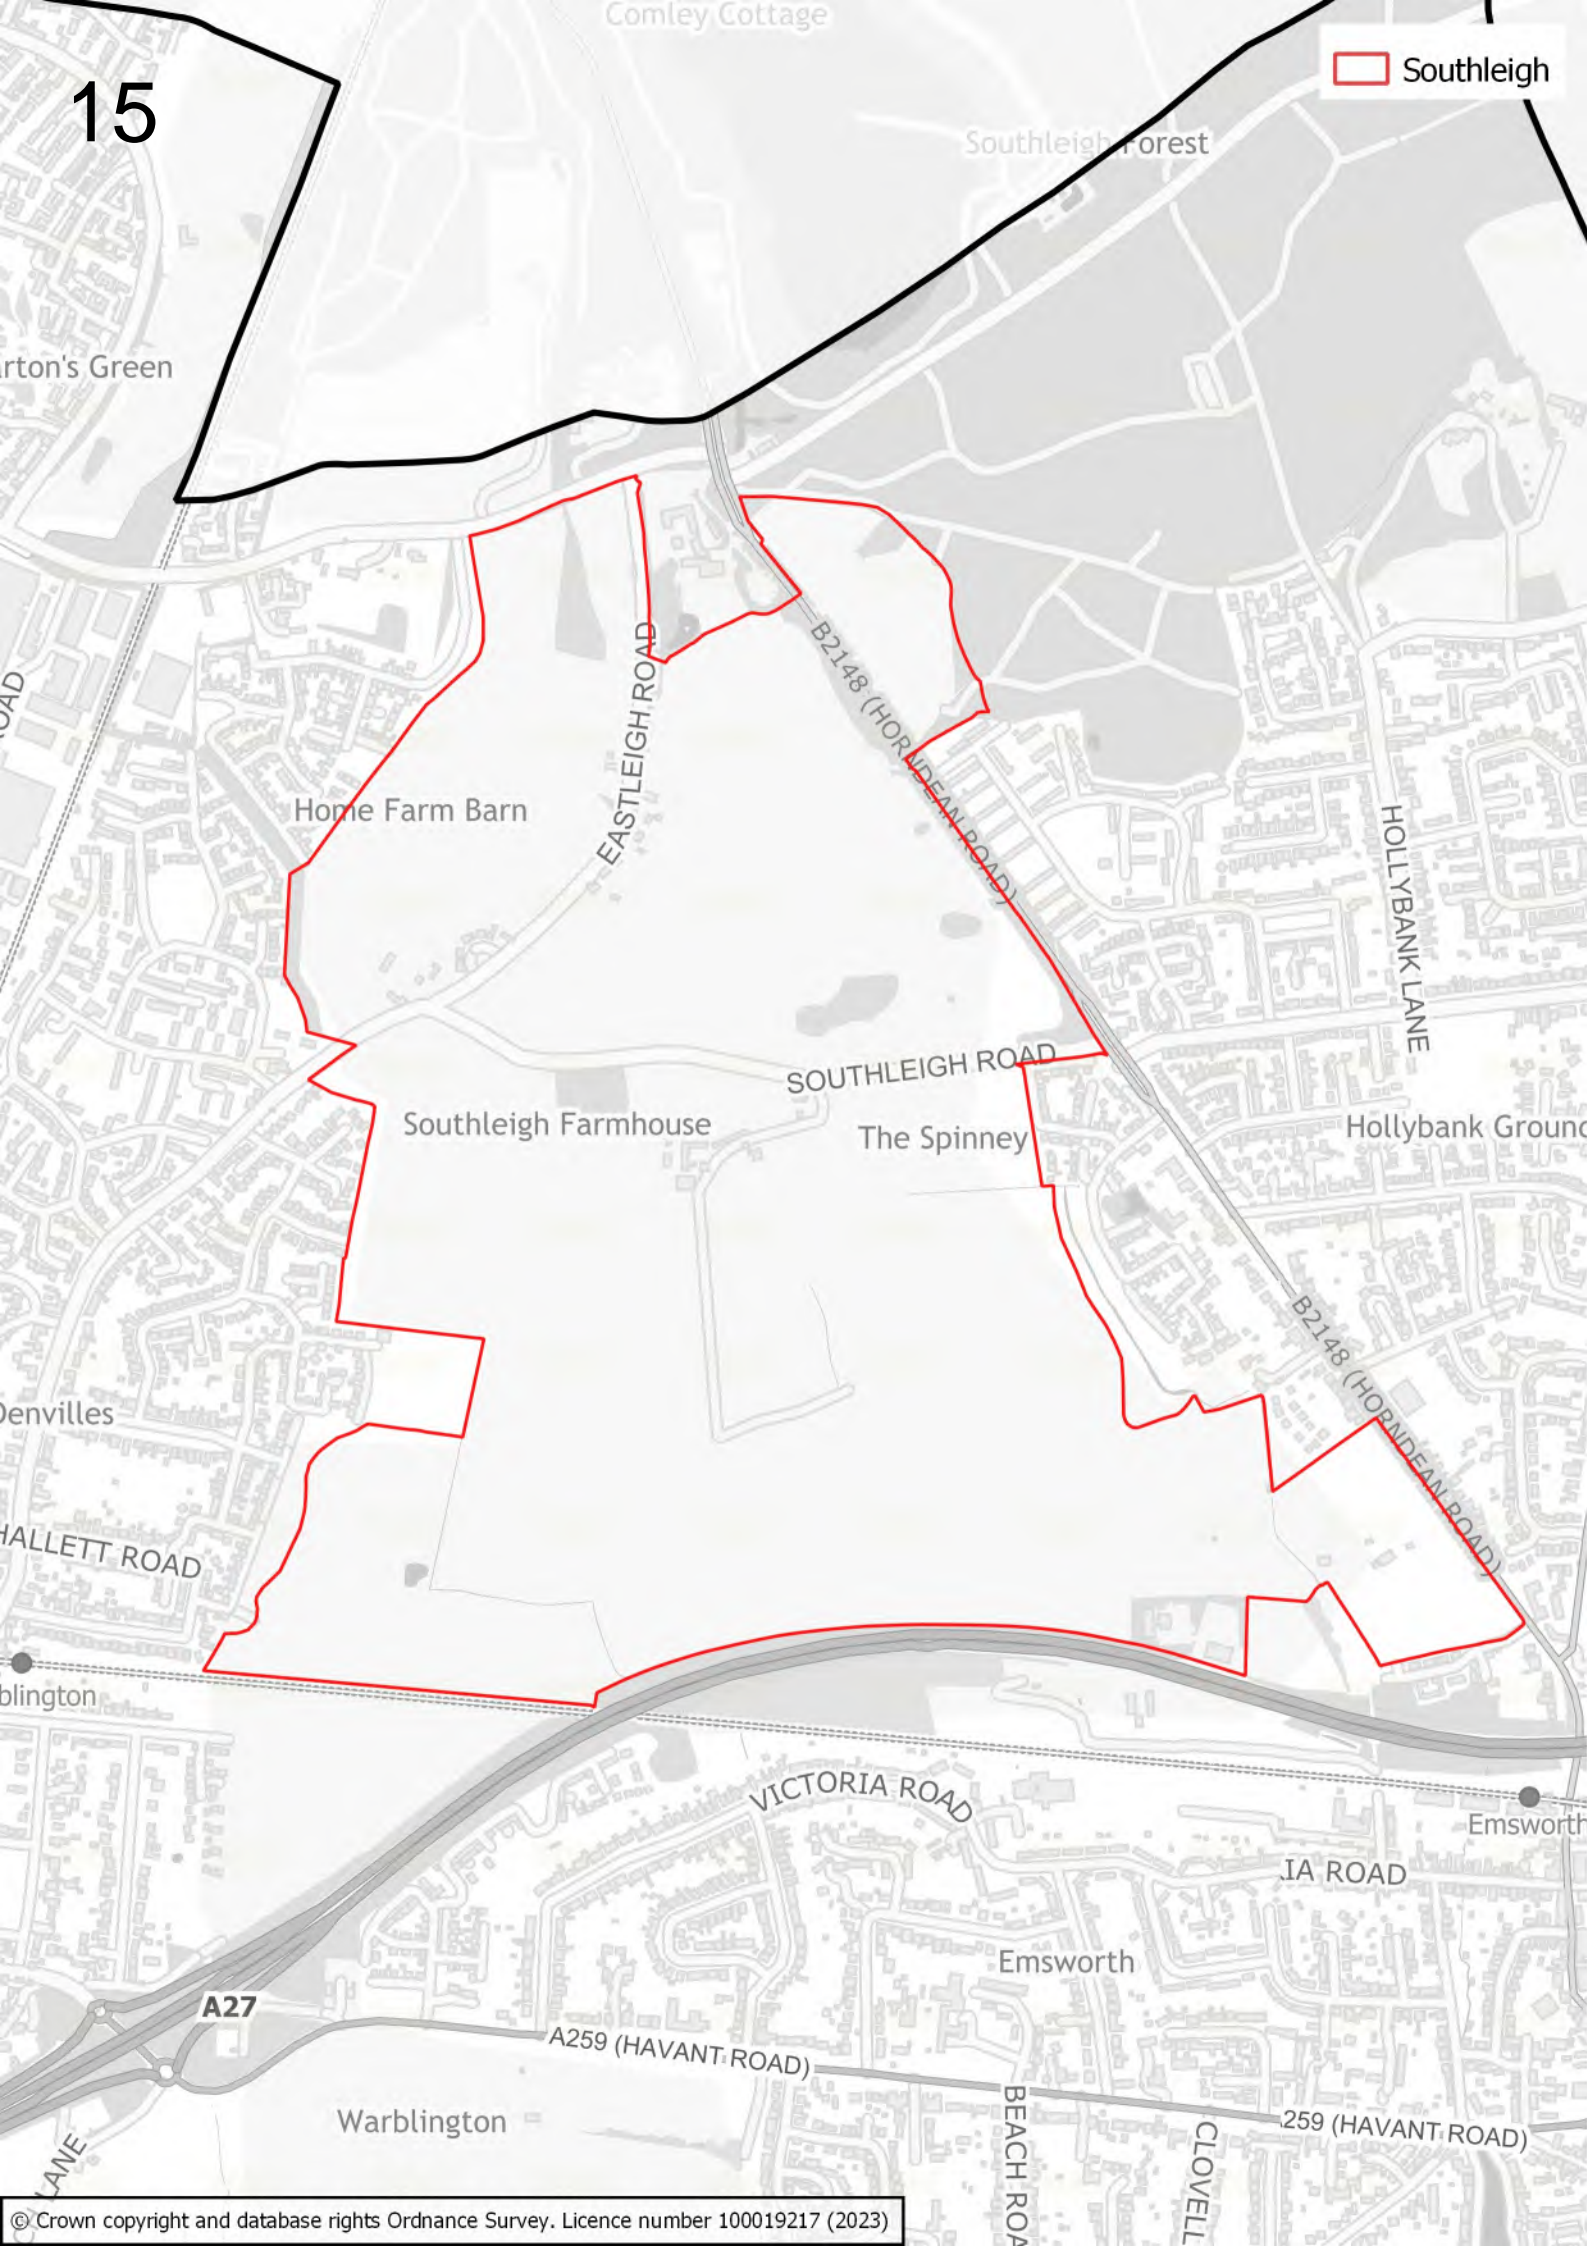 Comley Cottage
15
Southleigh
Southleigh Forest
rton's Green
B2148 (HORNDEAN ROAD)
EASTLEIGH ROAD
OAD
Home Farm Barn
HOLLYBANK LANE
SOUTHLEIGH ROAD
Southleigh Farmhouse
The Spinney
Hollybank Ground
B2148 (HORNDEAN ROAD)
Denvilles
HALLETT ROAD
blington
VICTORIA ROAD
Emsworth
IA ROAD
Emsworth
A27
A259 (HAVANT ROAD)
BEACH ROA
259 (HAVANT ROAD)
Warblington
CLOVELL
LANE
© Crown copyright and database rights Ordnance Survey. Licence number 100019217 (2023)